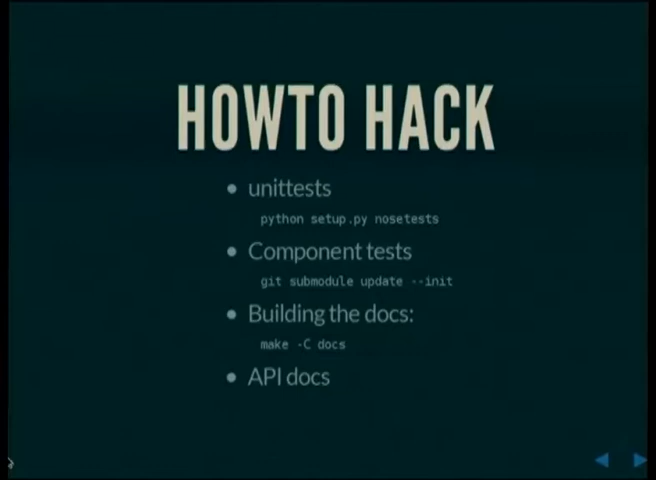 HOWTO HACK
unittests
python setup.py nosetests
Component tests
git submodule update --init
Building the docs:
make -C docs
API docs